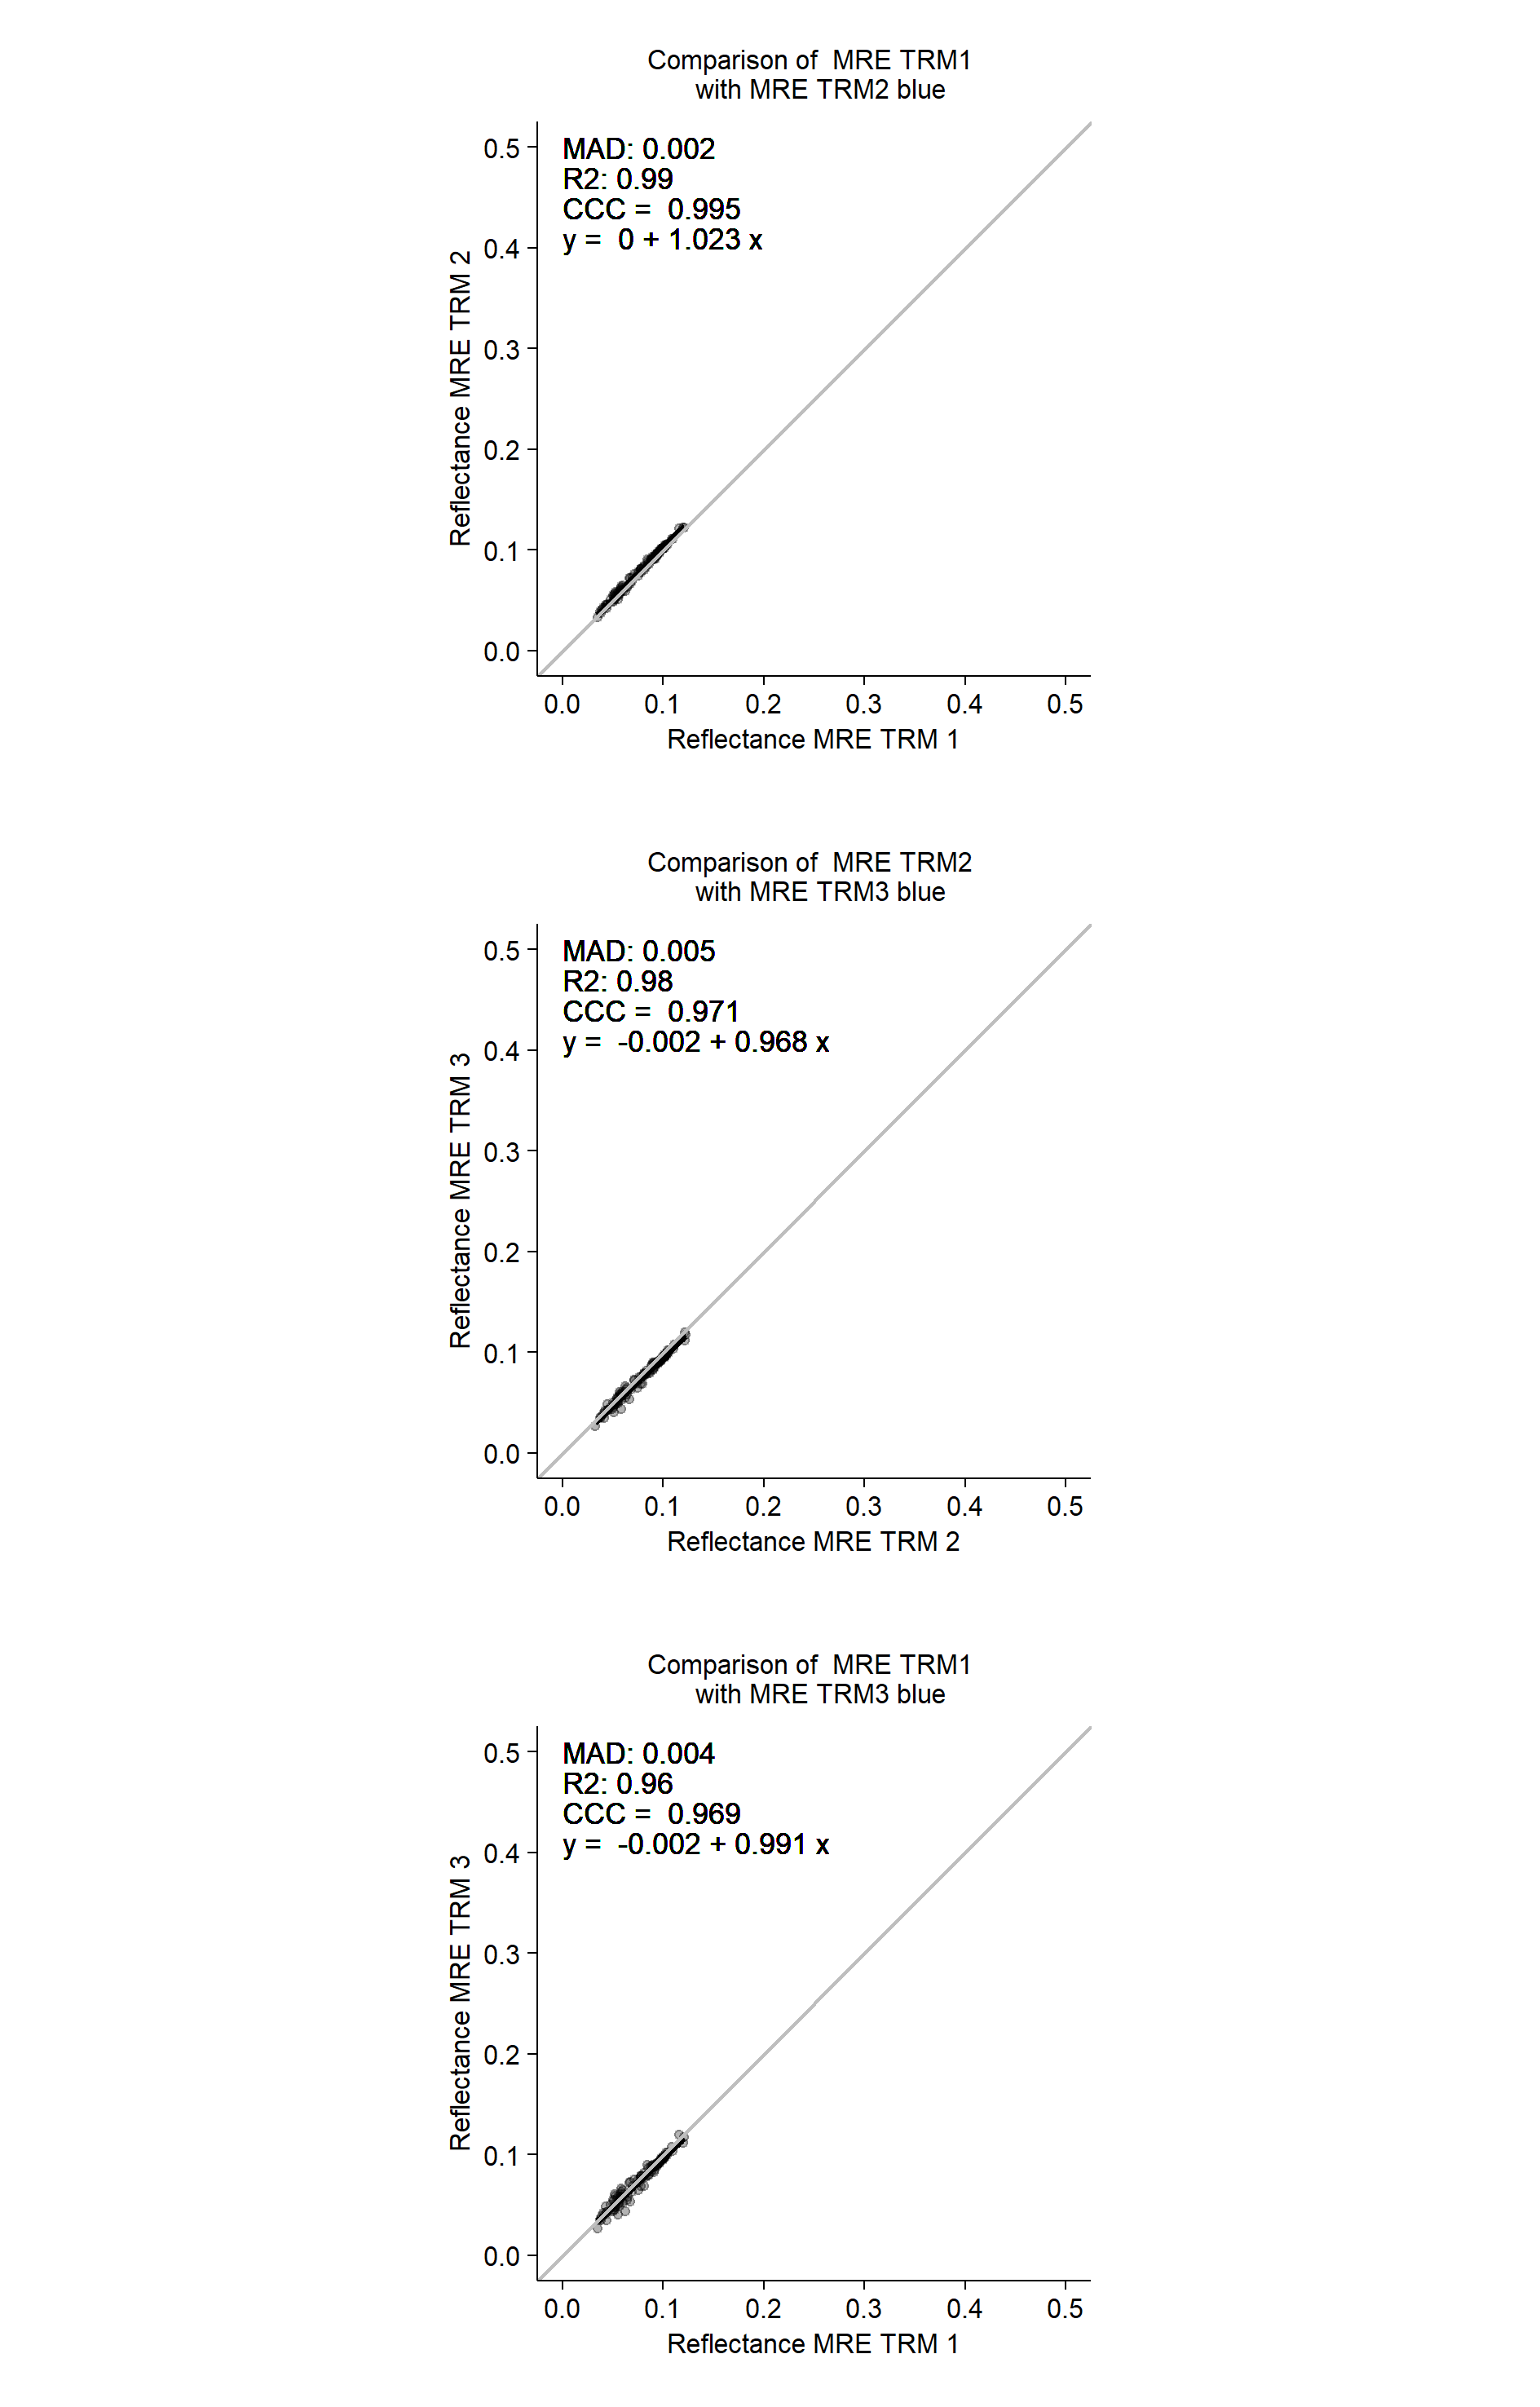 Comparison of  MRE TRM1
with MRE TRM2 blue
MAD: 0.002
R2: 0.99
CCC =  0.995
y =  0 + 1.023 x
0.5
0.4
0.3
0.2
0.1
0.0
Reflectance MRE TRM 2
0.0 0.1 0.2 0.3 0.4 0.5
Reflectance MRE TRM 1
Comparison of  MRE TRM2
with MRE TRM3 blue
MAD: 0.005
R2: 0.98
CCC =  0.971
y =  -0.002 + 0.968 x
0.5
0.4
0.3
0.2
0.1
0.0
Reflectance MRE TRM 3
0.0 0.1 0.2 0.3 0.4 0.5
Reflectance MRE TRM 2
Comparison of  MRE TRM1
with MRE TRM3 blue
MAD: 0.004
R2: 0.96
CCC =  0.969
y =  -0.002 + 0.991 x
0.5
0.4
0.3
0.2
0.1
0.0
Reflectance MRE TRM 3
0.0 0.1 0.2 0.3 0.4 0.5
Reflectance MRE TRM 1